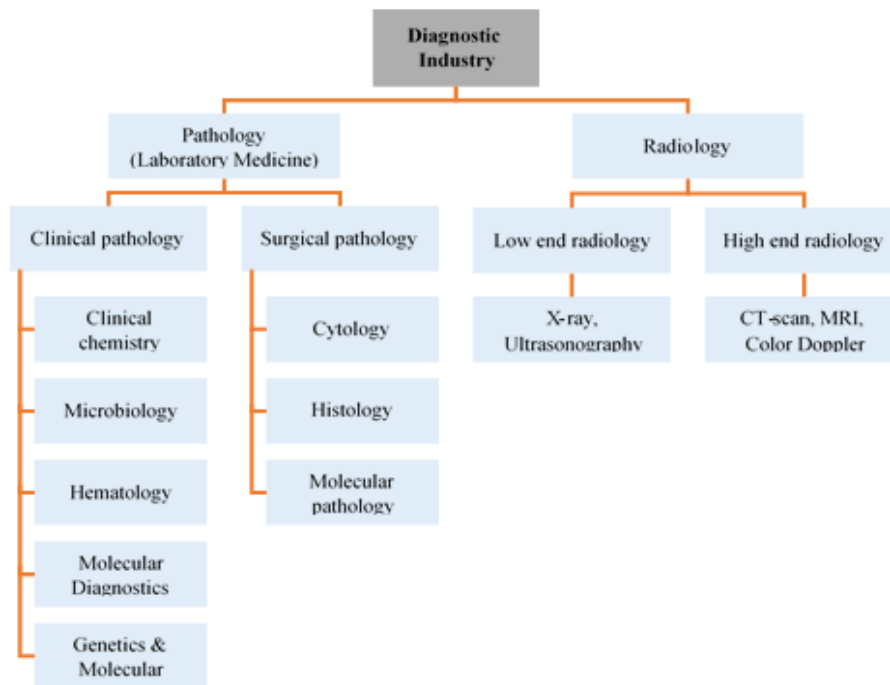 Diagnostic
Industry
Pathology
(Laboratory Medicine)
Radiology
Clinical pathology
Surgical pathology
Low end radiology
High end radiology
Clinical
chemistry
Cytology
X-ray,
Ultrasonography
CT-scan, MRI,
Color Doppler
Microbiology
Histology
Hematology
Molecular
pathology
Molecular
Diagnostics
Genetics &
Molecular